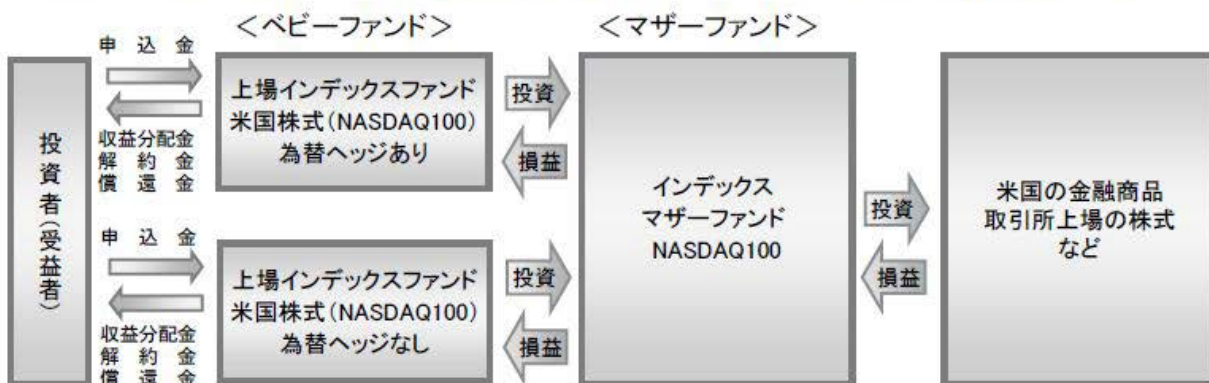 ＜ベビーファンド＞
＜マザーファンド＞
投資者(受益者)
申込金
収益分配金
解約金
償還金
上場インデックスファンド
米国株式(NASDAQ100)
為替ヘッジあり
投資
損益
申込金
収益分配金
解約金
償還金
上場インデックスファンド
米国株式(NASDAQ100)
為替ヘッジなし
投資
損益
インデックス
マザーファンド
NASDAQ100
投資
損益
米国の金融商品
取引所上場の株式
など